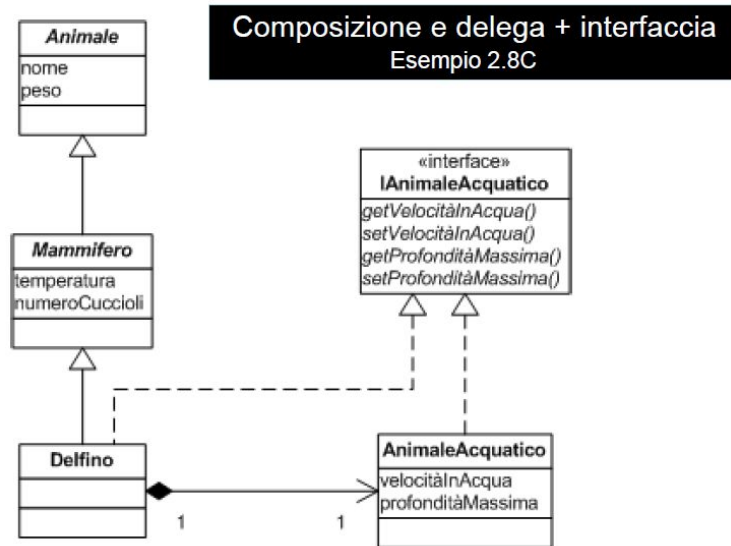 Composizione e delega + interfaccia
Esempio 2.8C
Animale
nome
peso
«interface»
IAnimaleAcquatico
getVelocitàInAcqua()
setVelocitàInAcqua()
getProfonditàMassima()
setProfonditàMassima()
Mammifero
temperatura
numeroCuccioli
Delfino
1
1
AnimaleAcquatico
velocitàInAcqua
profonditàMassima